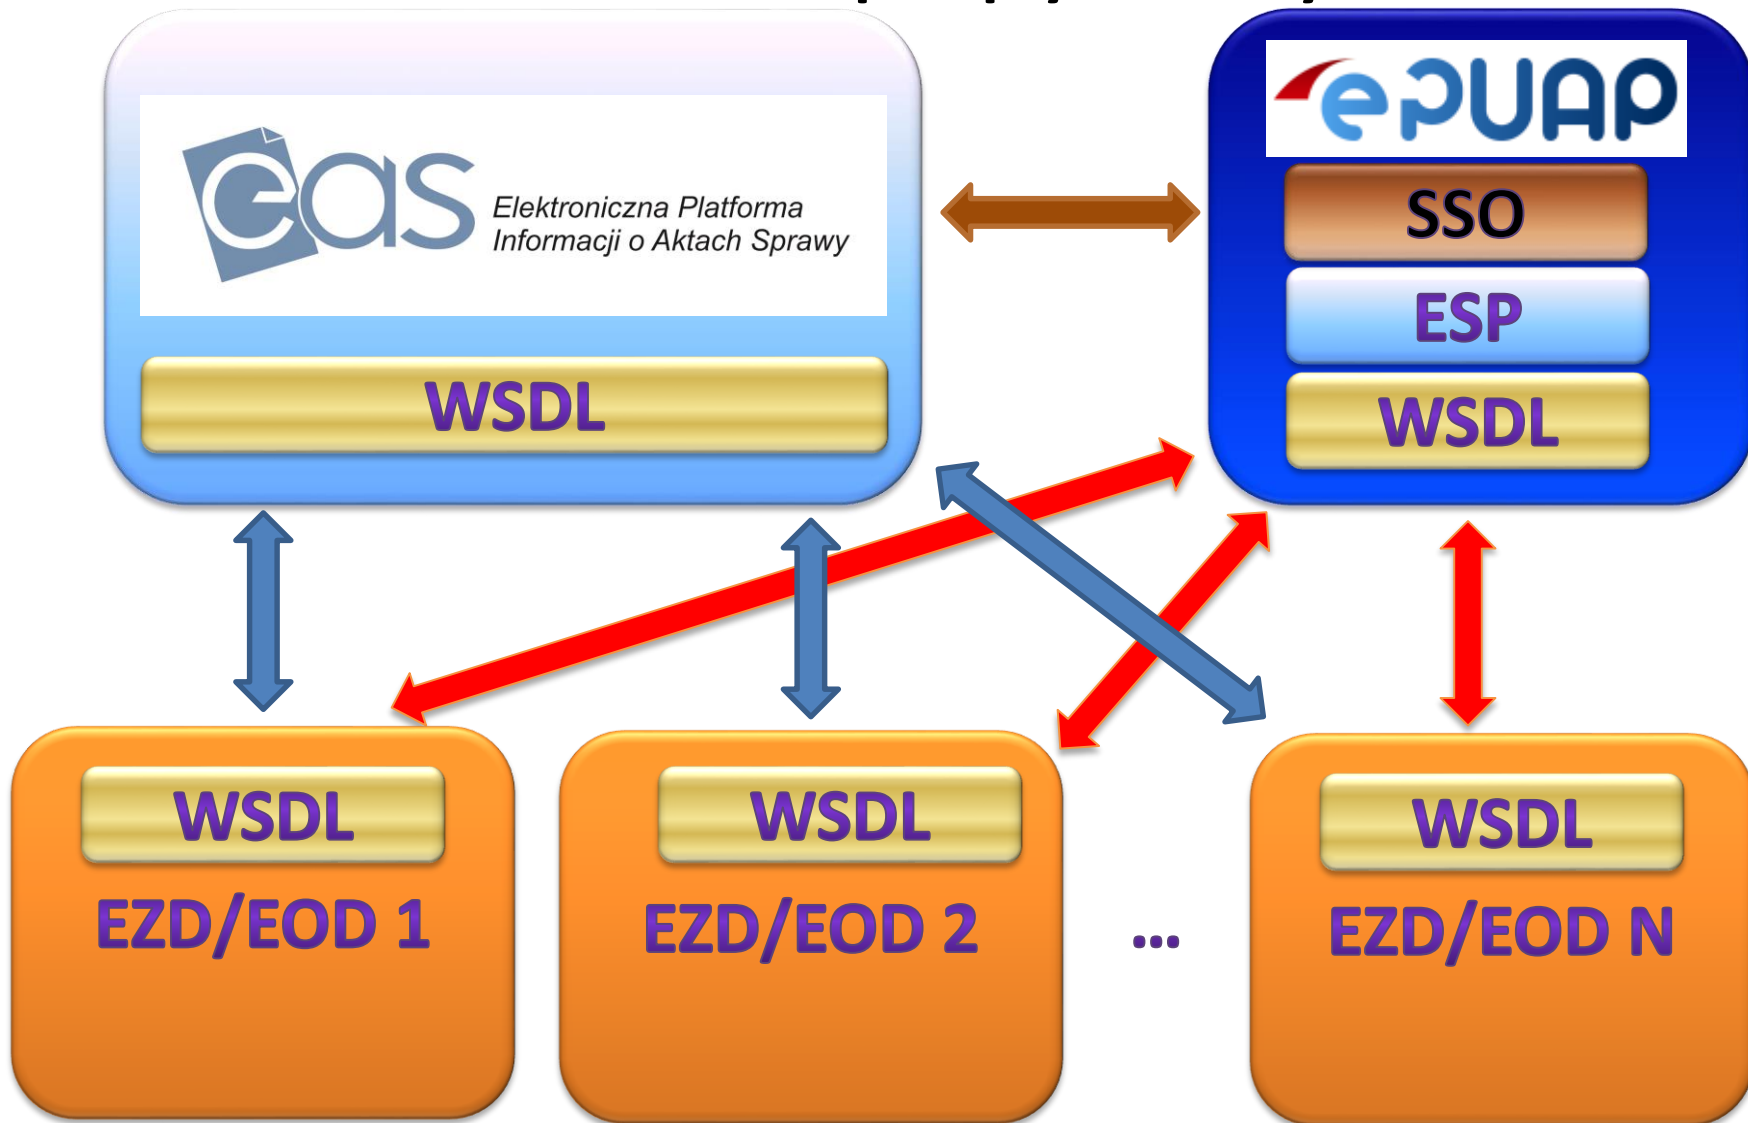 eas
Elektroniczna Platforma
Informacji o Aktach Sprawy
WSDL
ePUAP
SSO
ESP
WSDL
WSDL
EZD/EOD 1
WSDL
EZD/EOD 2
...
WSDL
EZD/EOD N